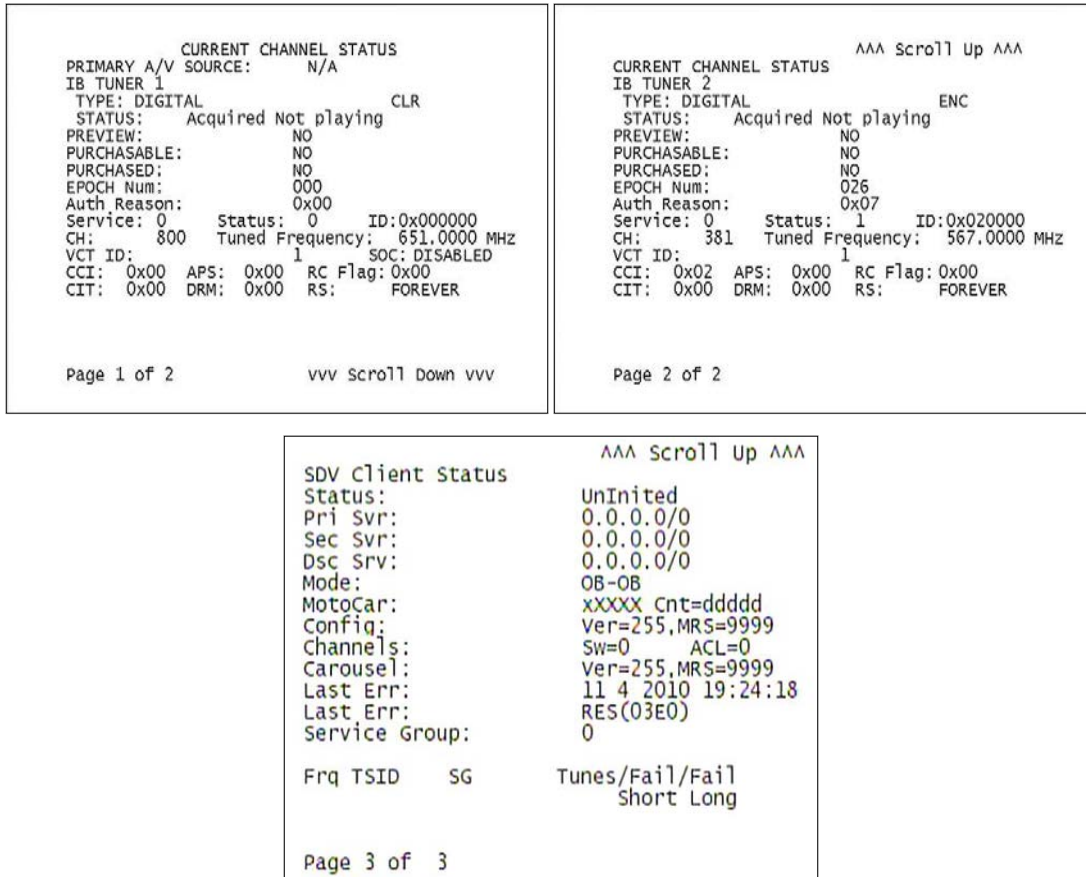 CURRENT CHANNEL STATUS
PRIMARY A/V SOURCE: N/A
IB TUNER 1
TYPE: DIGITAL CLR
STATUS: Acquired Not playing
PREVIEW: NO
PURCHASABLE: NO
PURCHASED: NO
EPOCH Num: 000
Auth Reason: 0x00
Service: 0 Status: 0 ID:0x000000
CH: 800 Tuned Frequency: 651.0000 MHz
VCT ID: 1 SOC: DISABLED
CCI: 0x00 APS: 0x00 RC Flag: 0x00
CIT: 0x00 DRM: 0x00 RS: FOREVER
Page 1 of 2 vvv Scroll Down vvv
^^^ Scroll Up ^^^
CURRENT CHANNEL STATUS
IB TUNER 2
TYPE: DIGITAL ENC
STATUS: Acquired Not playing
PREVIEW: NO
PURCHASABLE: NO
PURCHASED: NO
EPOCH Num: 026
Auth Reason: 0x07
Service: 0 Status: 1 ID:0x020000
CH: 381 Tuned Frequency: 567.0000 MHz
VCT ID: 1
CCI: 0x02 APS: 0x00 RC Flag: 0x00
CIT: 0x00 DRM: 0x00 RS: FOREVER
Page 2 of 2
^^^ Scroll Up ^^^
SDV Client Status
Status: UnInited
Pri Svr: 0.0.0.0/0
Sec Svr: 0.0.0.0/0
Dsc Srv: 0.0.0.0/0
Mode: OB-OB
MotoCar: xXXXX Cnt=ddddd
Config: Ver=255,MRS=9999
Channels: Sw=0 ACL=0
Carousel: Ver=255,MRS=9999
Last Err: 11 4 2010 19:24:18
Last Err: RES(03E0)
Service Group: 0
Frq TSID SG Tunes/Fail/Fail
Short Long
Page 3 of 3